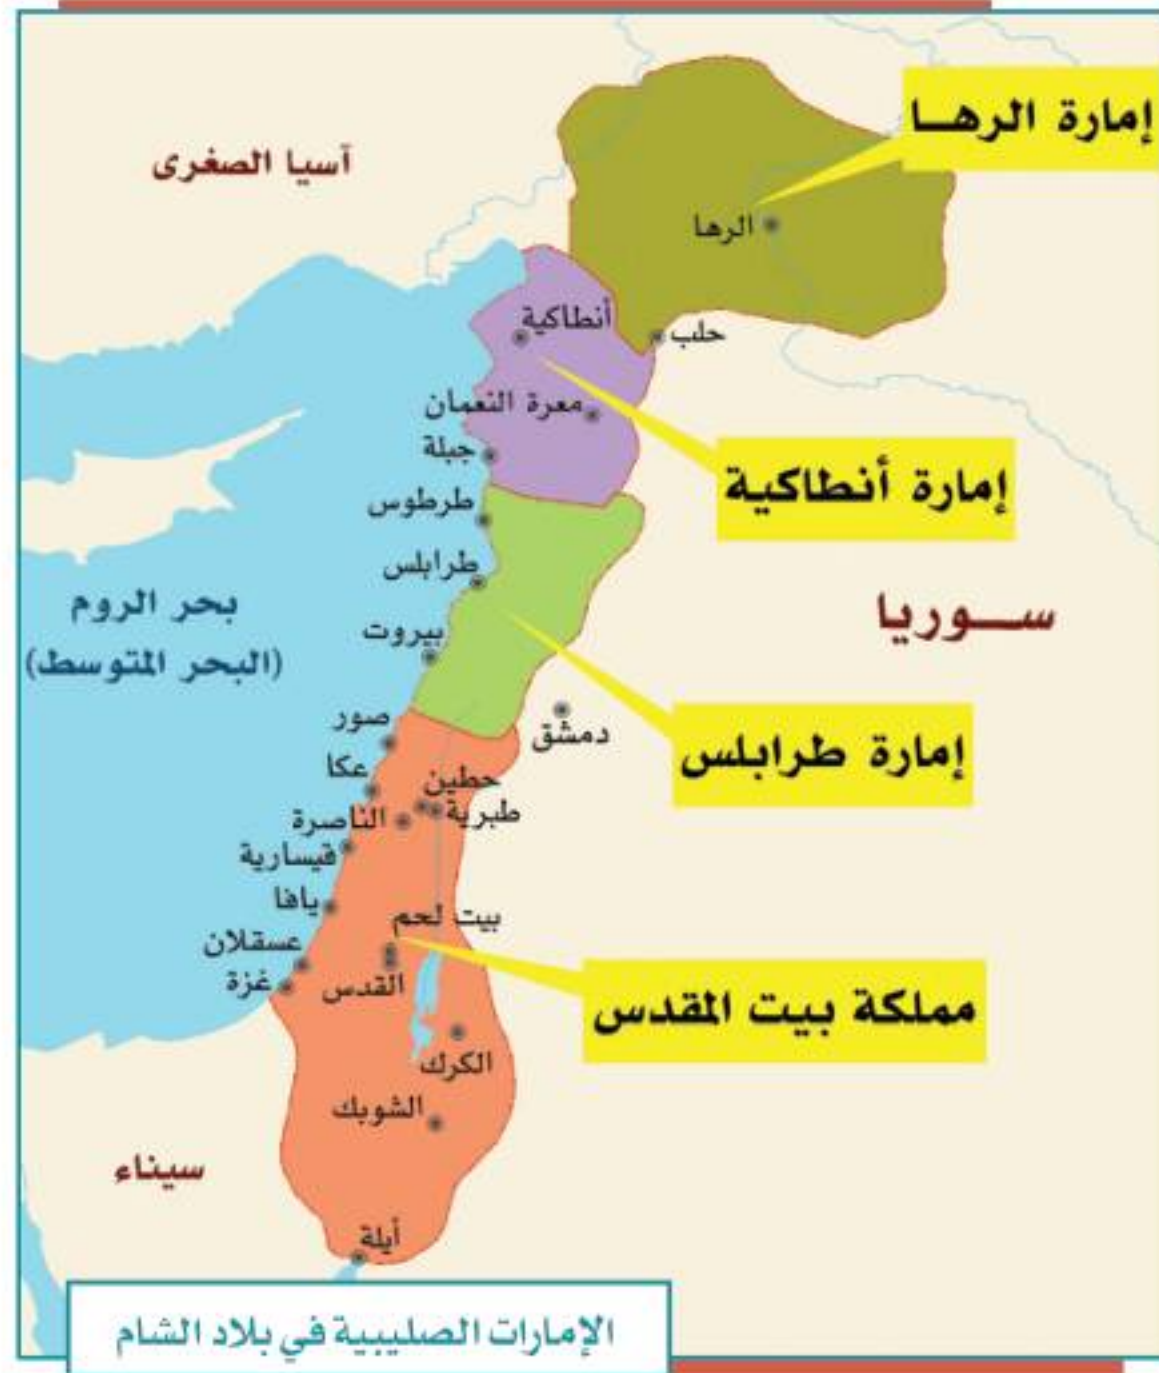 إمارة الرهـا
آسيا الصغرى
الرها
أنطاكية
حلب
معرة النعمان
جبلة
إمارة أنطاكية
طرطوس
طرابلس
بحر الروم
(البحر المتوسط)
سـوريا
بيروت
صور
دمشق
إمارة طرابلس
عكا
حطين
طبرية
الناصرة
قيسارية
يافا
بيت لحم
عسقلان
غزة
القدس
مملكة بيت المقدس
الكرك
الشوبك
سيناء
أيلة
الإمارات الصليبية في بلاد الشام